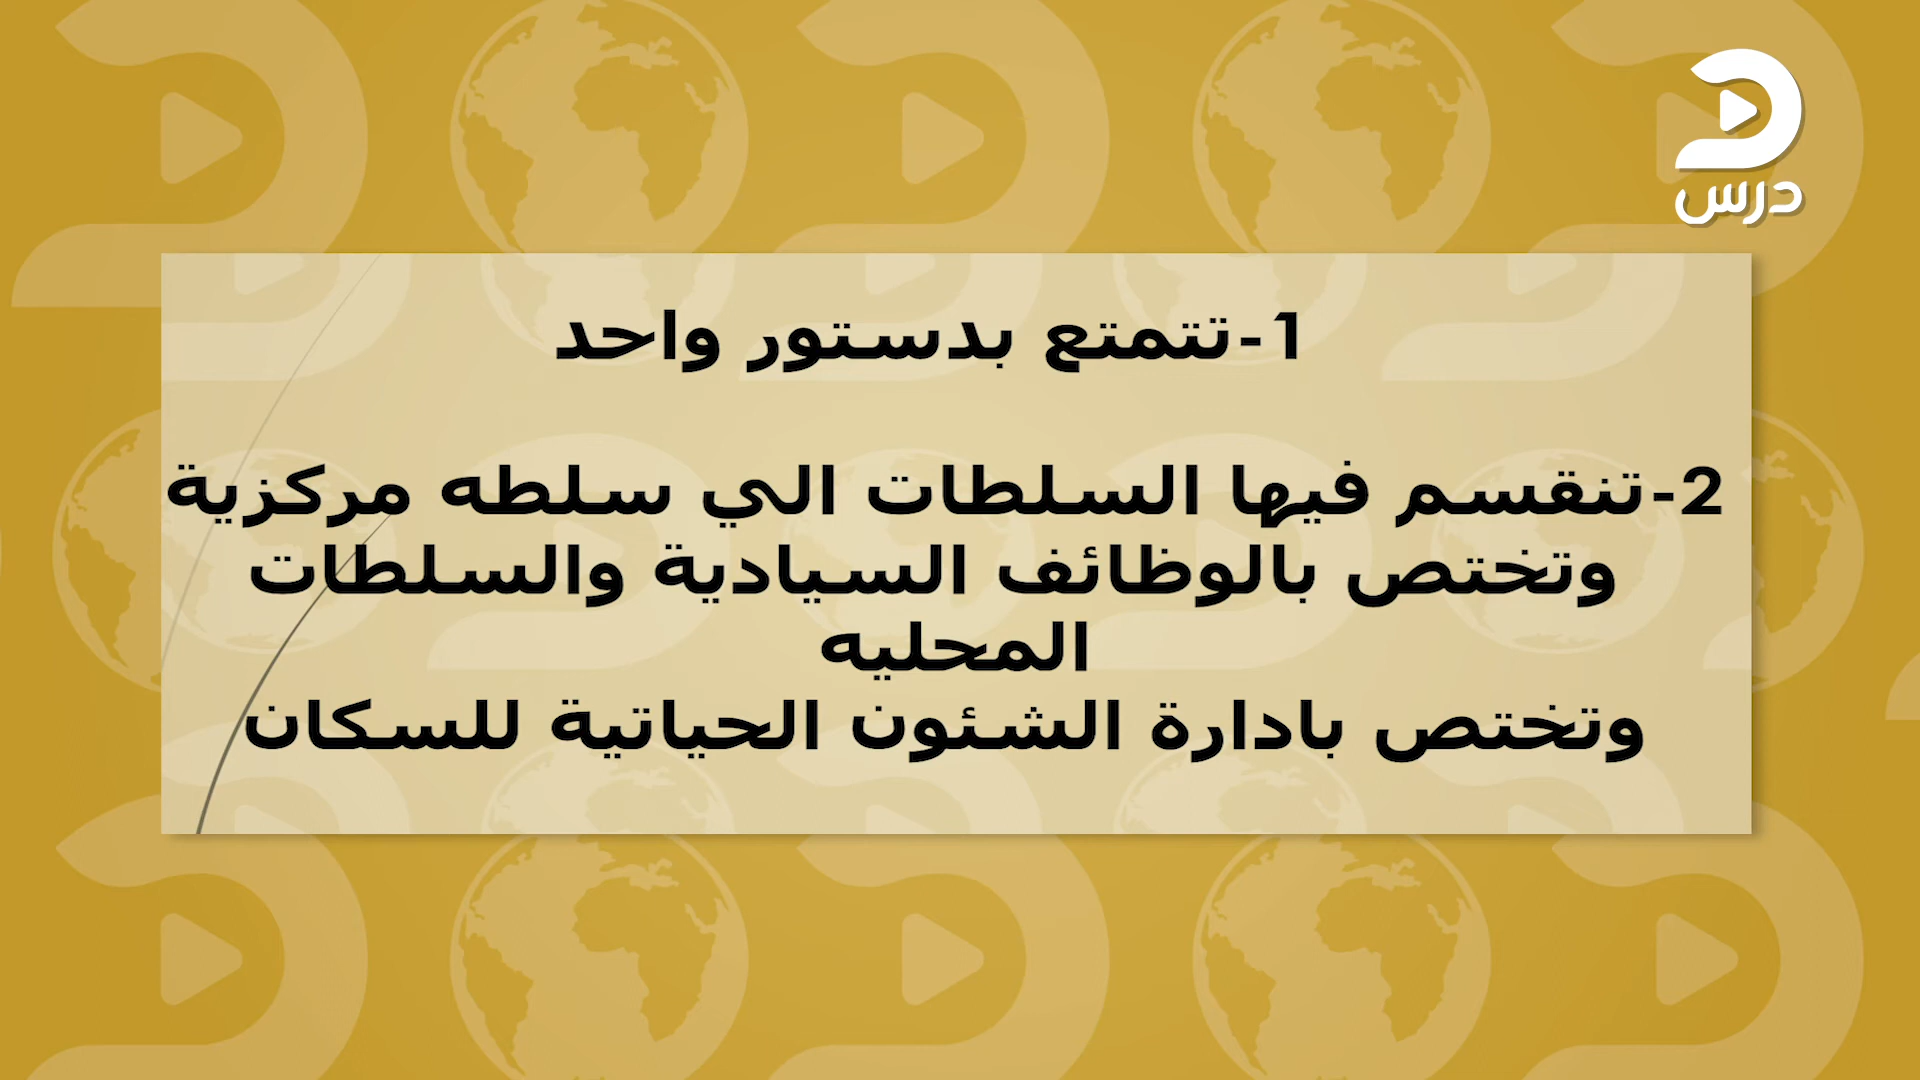 درس
1-تتمتع بدستور واحد
2-تنقسم فيها السلطات الي سلطه مركزية
وتختص بالوظائف السيادية والسلطات
المحليه
وتختص بادارة الشئون الحياتية للسكان